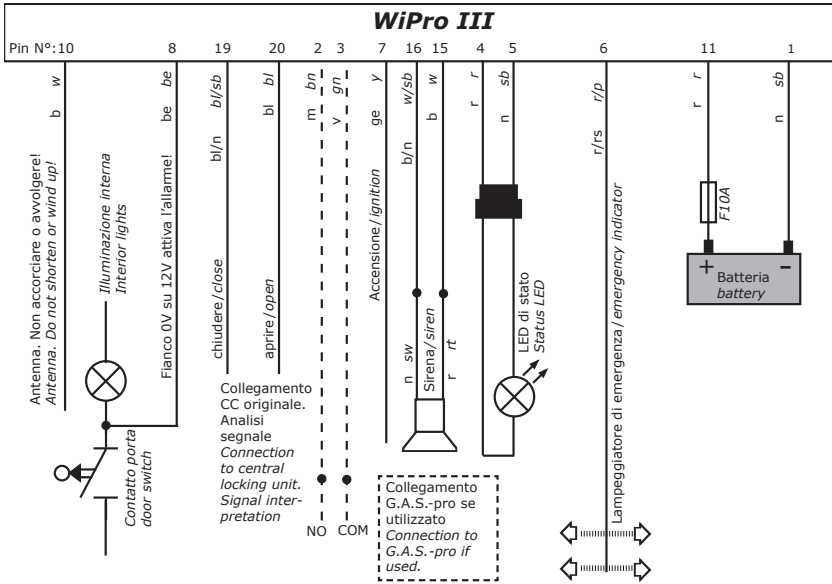 WiPro III
Pin N°:10 8 19 20 2 3 7 16 15 4 5 6 11 1
b w
be be
bl/n bl/sb
bl bl
m bn
v gn
ge y
b/n w/sb
b w
r r
n sb
r/rs r/p
r r
n sb
Antenna. Non accorciare o avvolgere!
Antenna. Do not shorten or wind up!
Illuminazione interna
Interior lights
Fianco 0V su 12V attiva l'allarme!
chiudere/close
aprire/open
Accensione/ignition
n sw
Sirena/siren
r rt
LED di stato
Status LED
Lampeggiatore di emergenza/emergency indicator
F10A
+ -
Batteria
battery
Contatto porta
door switch
Collegamento
CC originale.
Analisi
segnale
Connection
to central
locking unit.
Signal inter-
pretation
NO COM
Collegamento
G.A.S.-pro se
utilizzato
Connection to
G.A.S.-pro if
used.